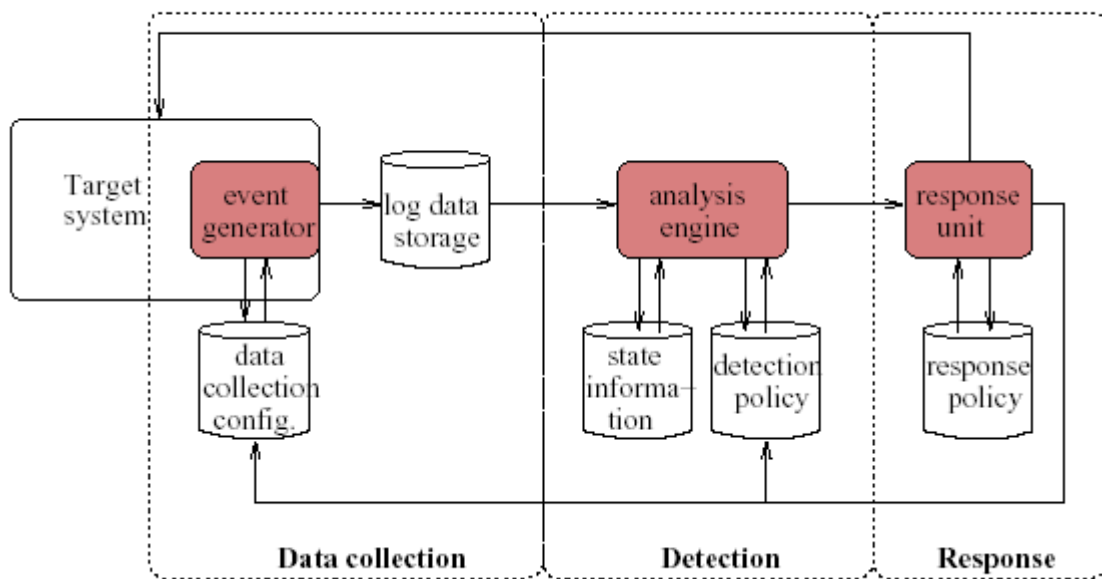 Target
system
event
generator
log data
storage
analysis
engine
response
unit
data
collection
config.
state
informa–
tion
detection
policy
response
policy
Data collection
Detection
Response